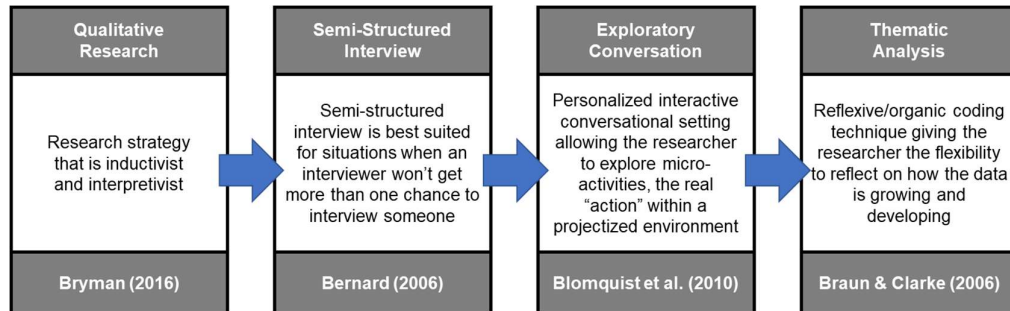 Qualitative
Research
Research strategy
that is inductivist
and interpretivist
Bryman (2016)
Semi-Structured
Interview
Semi-structured
interview is best suited
for situations when an
interviewer won't get
more than one chance to
interview someone
Bernard (2006)
Exploratory
Conversation
Personalized interactive
conversational setting
allowing the researcher
to explore micro-
activities, the real
“action” within a
projectized environment
Blomquist et al. (2010)
Thematic
Analysis
Reflexive/organic coding
technique giving the
researcher the flexibility
to reflect on how the data
is growing and
developing
Braun & Clarke (2006)